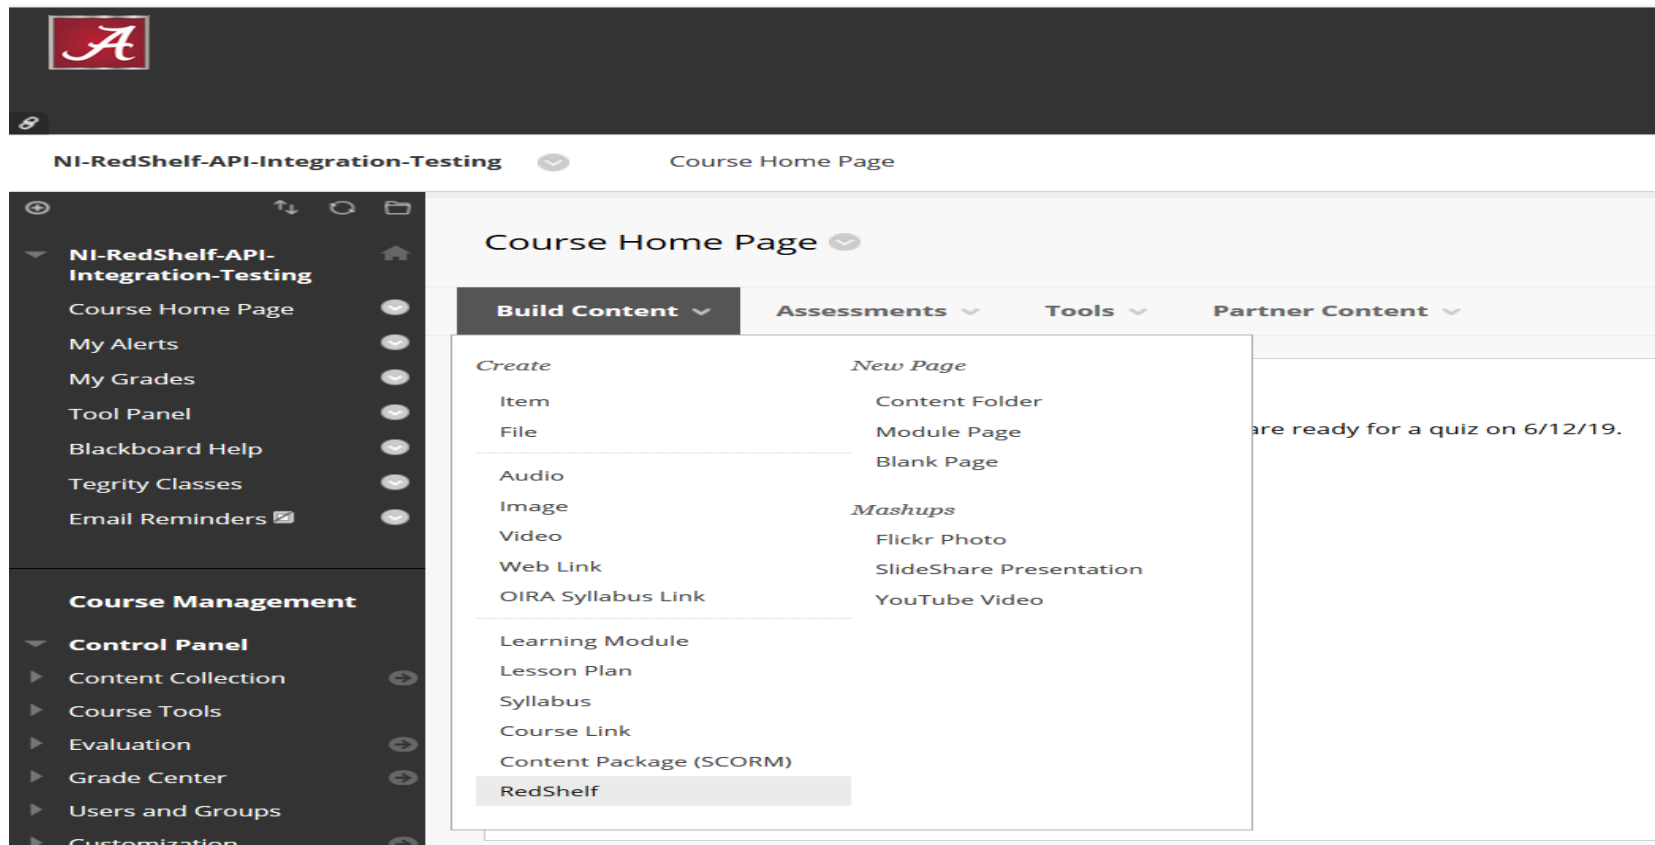 A
NI-RedShelf-API-Integration-Testing
Course Home Page
NI-RedShelf-API-
Integration-Testing
Course Home Page
My Alerts
My Grades
Tool Panel
Blackboard Help
Tegrity Classes
Email Reminders
Course Management
Control Panel
Content Collection
Course Tools
Evaluation
Grade Center
Users and Groups
Customization
Course Home Page
Build Content
Assessments
Tools
Partner Content
Create
Item
File
Audio
Image
Video
Web Link
OIRA Syllabus Link
Learning Module
Lesson Plan
Syllabus
Course Link
Content Package (SCORM)
RedShelf
New Page
Content Folder
Module Page
Blank Page
Mashups
Flickr Photo
SlideShare Presentation
YouTube Video
are ready for a quiz on 6/12/19.